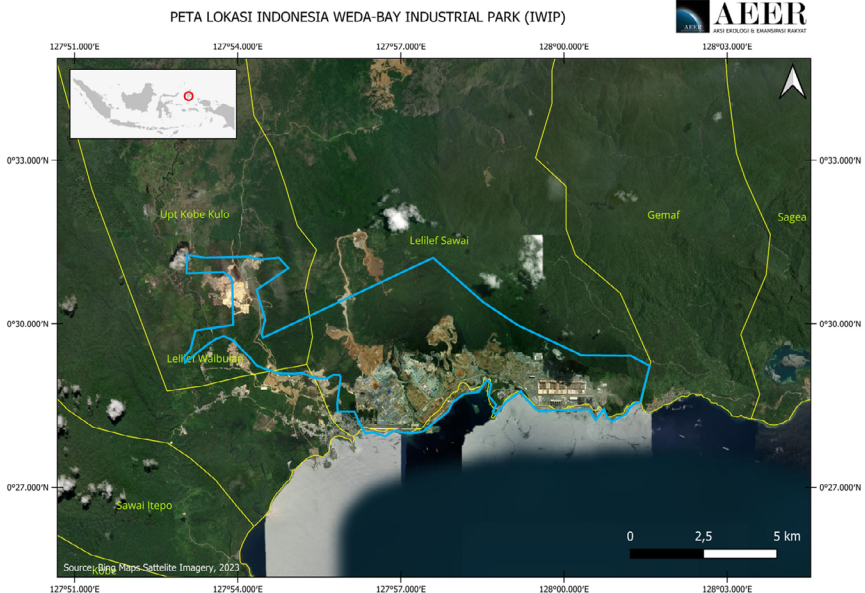 PETA LOKASI INDONESIA WEDA-BAY INDUSTRIAL PARK (IWIP)
AEER
AKSI EKOLOGI & EMANSIPASI RAKYAT
127°51.000'E 127°54.000'E 127°57.000'E 128°00.000'E 128°03.000'E
0°33.000'N 0°33.000'N
Upt Kobe Kulo
Gemaf
Sagea
Lelilef Sawai
0°30.000'N 0°30.000'N
Lelilef Waibulan
0°27.000'N 0°27.000'N
Sawai Itepo
0 2,5 5 km
Source: Bing Maps Sattelite Imagery, 2023
Kobe
127°51.000'E 127°54.000'E 127°57.000'E 128°00.000'E 128°03.000'E